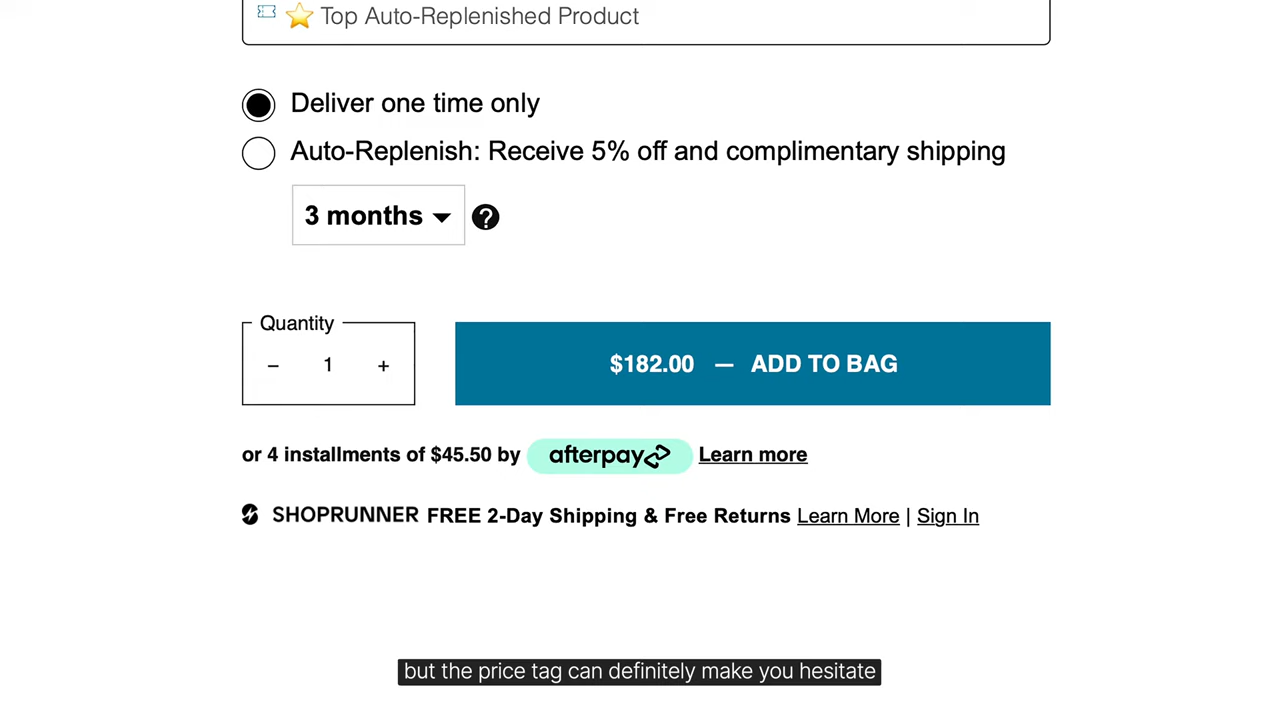 ⭐ Top Auto-Replenished Product
Deliver one time only
Auto-Replenish: Receive 5% off and complimentary shipping
3 months
Quantity
– 1 +
$182.00 — ADD TO BAG
or 4 installments of $45.50 by afterpay Learn more
SHOPRUNNER FREE 2-Day Shipping & Free Returns Learn More | Sign In
but the price tag can definitely make you hesitate